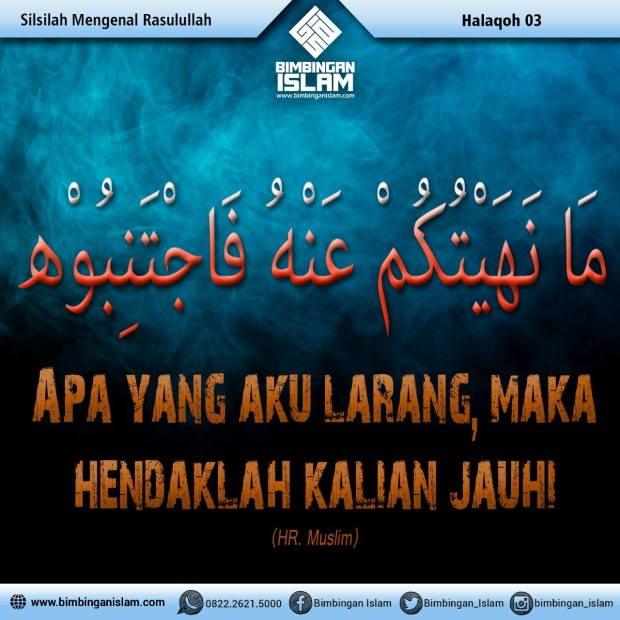 Silsilah Mengenal Rasulullah
Halaqoh 03
BIMBINGAN
ISLAM
www.bimbinganislam.com
مَا نَهَيْتُكُمْ عَنْهُ فَاجْتَنِبُوْه
APA YANG AKU LARANG, MAKA
HENDAKLAH KALIAN JAUHI
(HR. Muslim)
www.bimbinganislam.com 0822.2621.5000 Bimbingan Islam Bimbingan_Islam bimbingan_islam